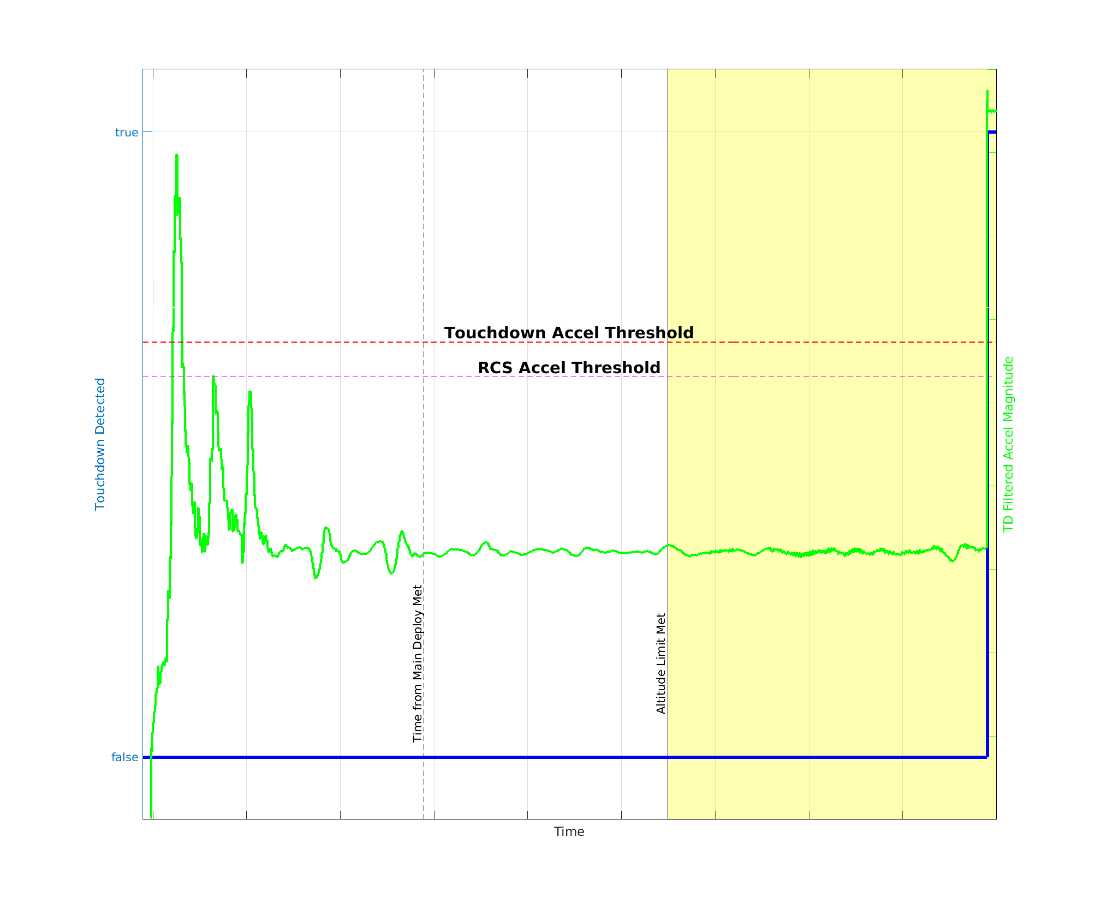 true
Touchdown Accel Threshold
RCS Accel Threshold
Touchdown Detected
TD Filtered Accel Magnitude
Time from Main Deploy Met
Altitude Limit Met
false
Time